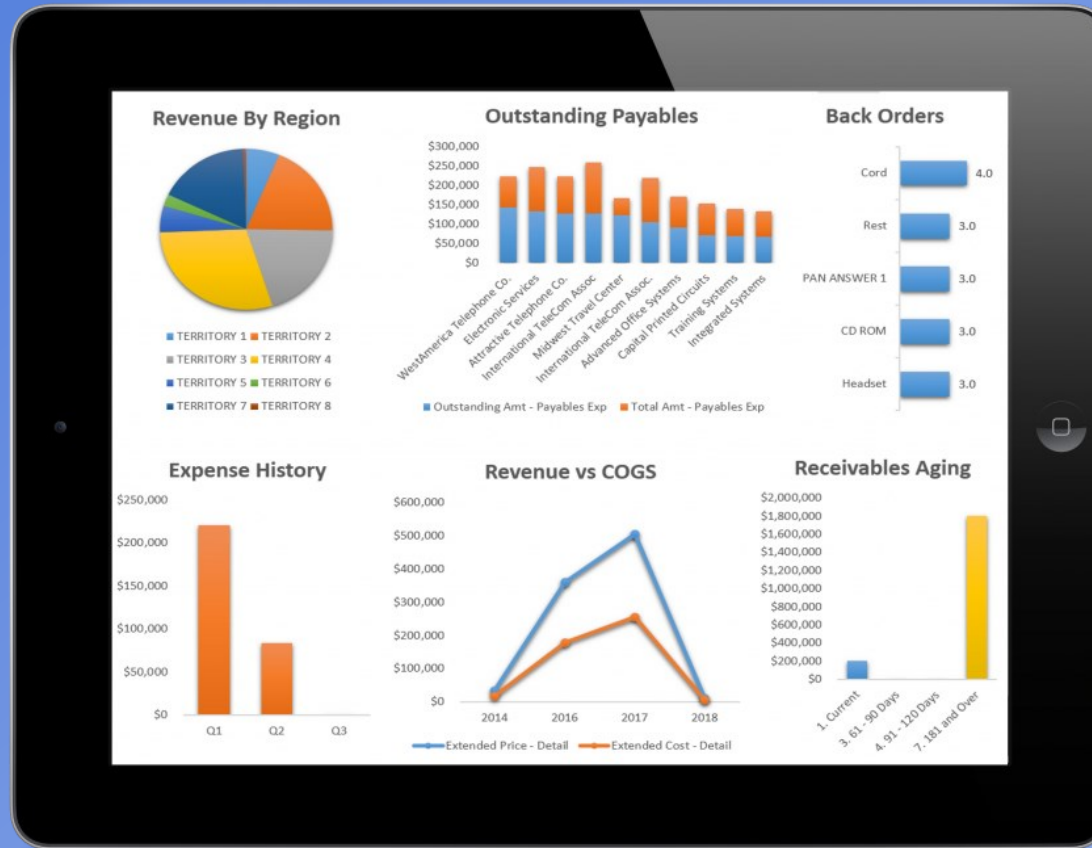 Revenue By Region
TERRITORY 1 TERRITORY 2
TERRITORY 3 TERRITORY 4
TERRITORY 5 TERRITORY 6
TERRITORY 7 TERRITORY 8
Outstanding Payables
$300,000
$250,000
$200,000
$150,000
$100,000
$50,000
$0
WestAmerica Telephone Co.
Electronic Services
Attractive Telephone Co.
International TeleCom Assoc
Midwest Travel Center
International TeleCom Assoc.
Advanced Office Systems
Capital Printed Circuits
Training Systems
Integrated Systems
Outstanding Amt - Payables Exp Total Amt - Payables Exp
Back Orders
Cord 4.0
Rest 3.0
PAN ANSWER 1 3.0
CD ROM 3.0
Headset 3.0
Expense History
$250,000
$200,000
$150,000
$100,000
$50,000
$0
Q1 Q2 Q3
Revenue vs COGS
$600,000
$500,000
$400,000
$300,000
$200,000
$100,000
$0
2014 2016 2017 2018
Extended Price - Detail Extended Cost - Detail
Receivables Aging
$2,000,000
$1,800,000
$1,600,000
$1,400,000
$1,200,000
$1,000,000
$800,000
$600,000
$400,000
$200,000
$0
1. Current
3. 61 - 90 Days
4. 91 - 120 Days
7. 181 and Over